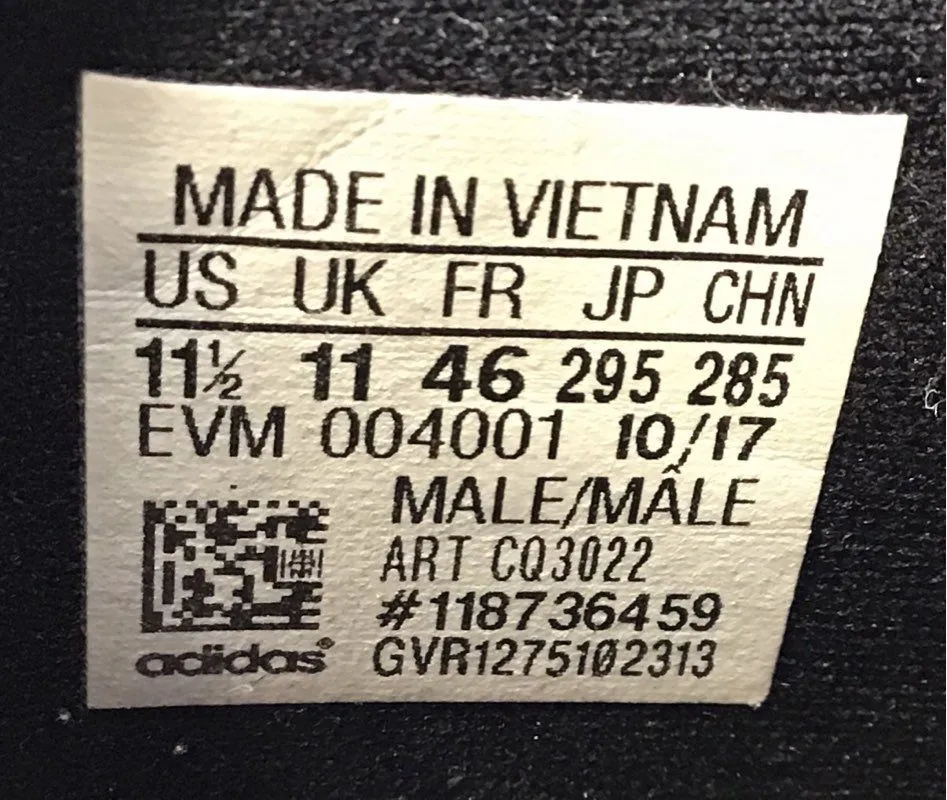 MADE IN VIETNAM
US UK FR JP CHN
11½ 11 46 295 285
EVM 004001 10/17
MALE/MÂLE
ART CQ3022
#118736459
adidas® GVR1275102313